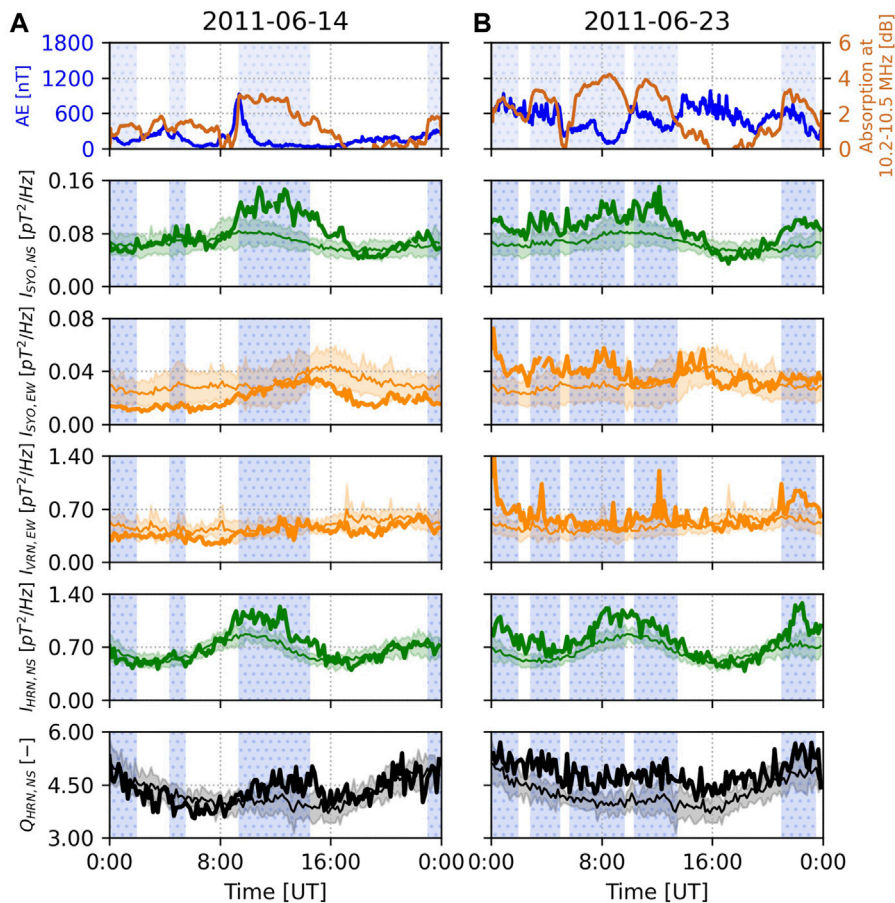 A 2011-06-14 B 2011-06-23
AE [nT]
1800
1200
600
0
6
4
2
0
Absorption at
10.2-10.5 MHz [dB]
I_SYO,NS [pT²/Hz]
0.16
0.08
0.00
I_SYO,EW [pT²/Hz]
0.08
0.04
0.00
I_VRN,EW [pT²/Hz]
1.40
0.70
0.00
I_HRN,NS [pT²/Hz]
1.40
0.70
0.00
Q_HRN,NS [−]
6.00
4.50
3.00
0:00 8:00 16:00 0:00 0:00 8:00 16:00 0:00
Time [UT] Time [UT]